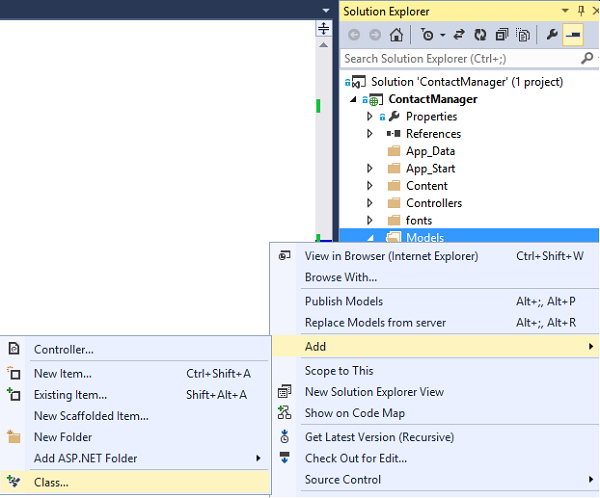 Solution Explorer
Search Solution Explorer (Ctrl+;)
Solution 'ContactManager' (1 project)
ContactManager
Properties
References
App_Data
App_Start
Content
Controllers
fonts
Models
View in Browser (Internet Explorer) Ctrl+Shift+W
Browse With...
Publish Models Alt+;, Alt+P
Replace Models from server Alt+;, Alt+R
Add
Scope to This
New Solution Explorer View
Show on Code Map
Get Latest Version (Recursive)
Check Out for Edit...
Source Control
Controller...
New Item... Ctrl+Shift+A
Existing Item... Shift+Alt+A
New Scaffolded Item...
New Folder
Add ASP.NET Folder
Class...